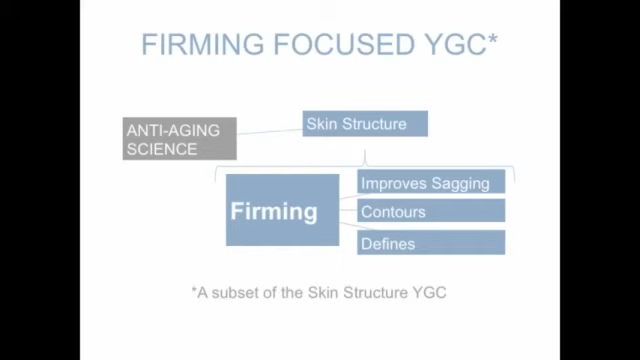 FIRMING FOCUSED YGC*
ANTI-AGING
SCIENCE
Skin Structure
Firming
Improves Sagging
Contours
Defines
*A subset of the Skin Structure YGC